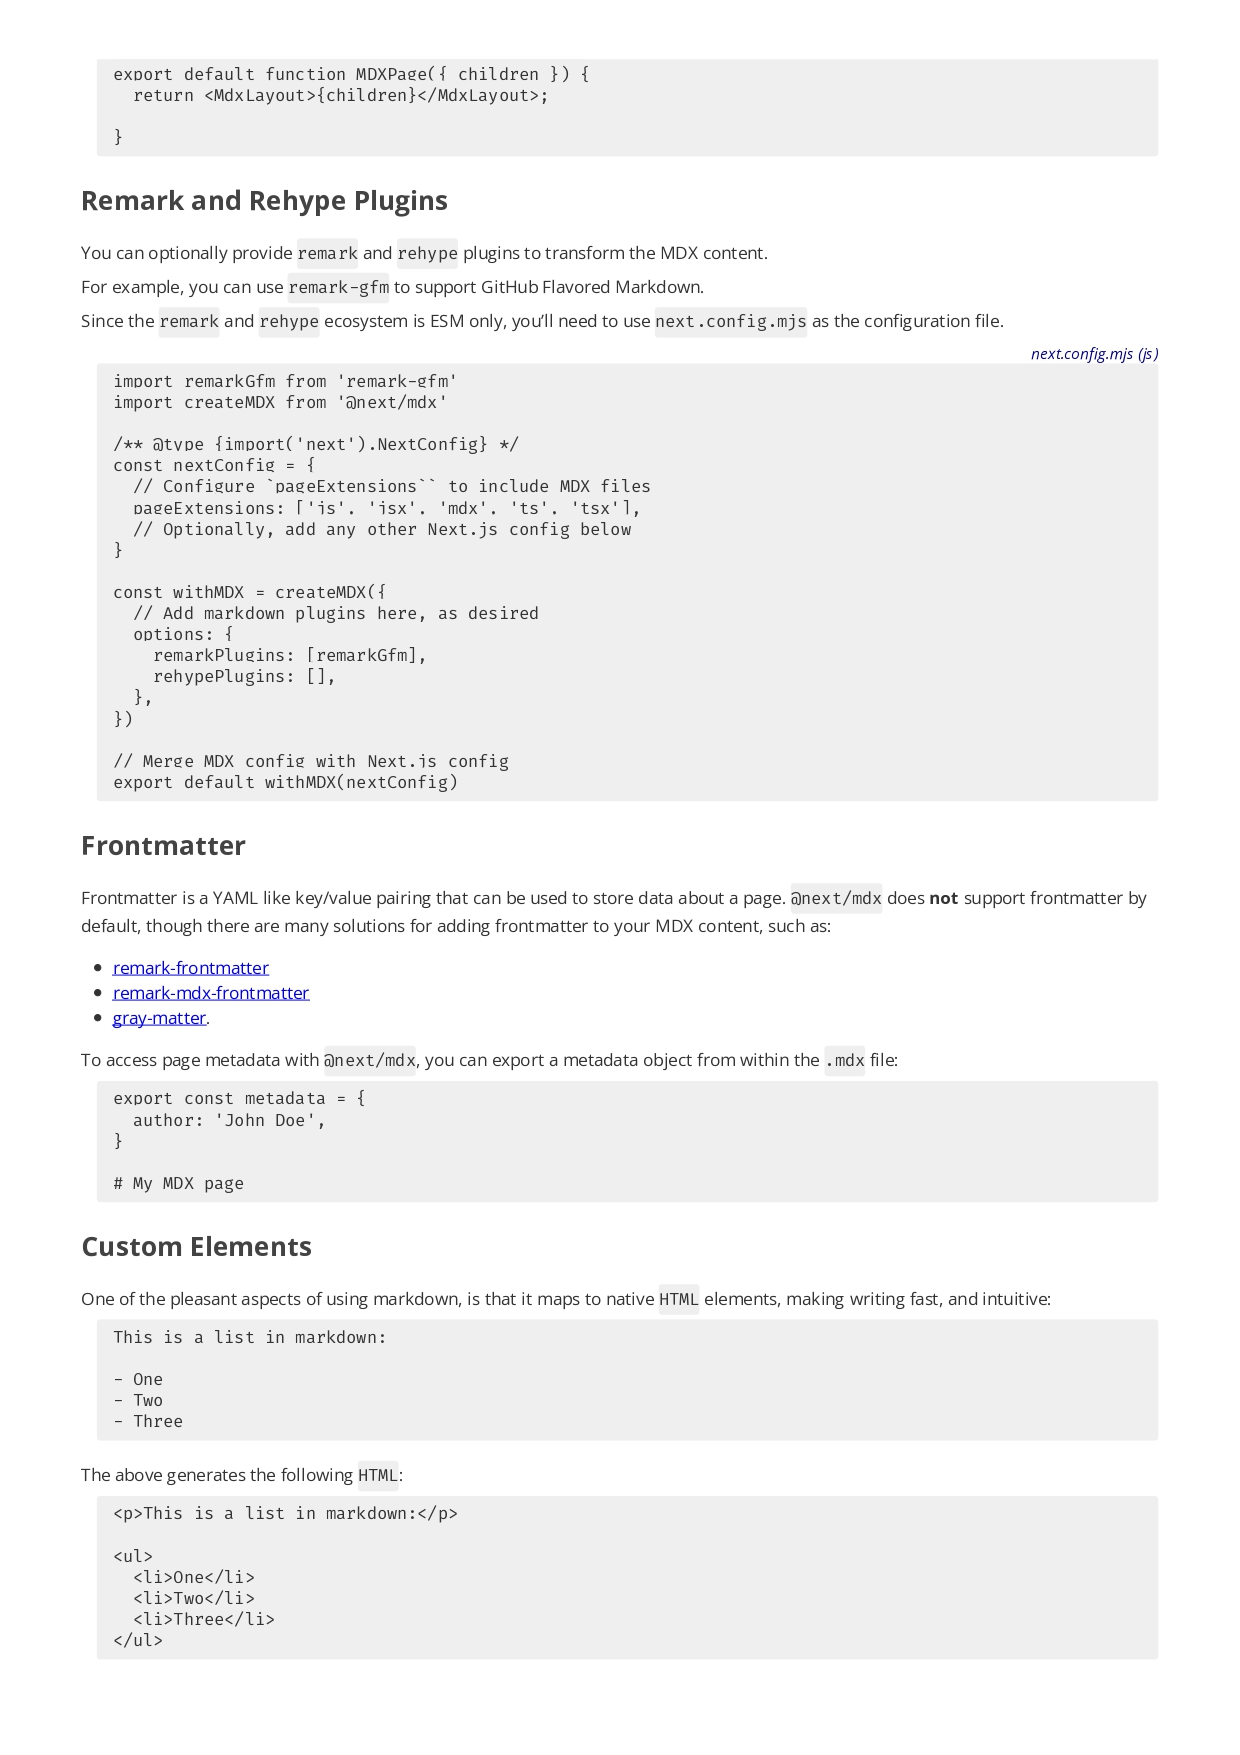 export default function MDXPage({ children }) {
  return <MdxLayout>{children}</MdxLayout>;

}
Remark and Rehype Plugins
You can optionally provide remark and rehype plugins to transform the MDX content.
For example, you can use remark-gfm to support GitHub Flavored Markdown.
Since the remark and rehype ecosystem is ESM only, you’ll need to use next.config.mjs as the configuration file.
next.config.mjs (js)
import remarkGfm from 'remark-gfm'
import createMDX from '@next/mdx'

/** @type {import('next').NextConfig} */
const nextConfig = {
  // Configure `pageExtensions`` to include MDX files
  pageExtensions: ['js', 'jsx', 'mdx', 'ts', 'tsx'],
  // Optionally, add any other Next.js config below
}

const withMDX = createMDX({
  // Add markdown plugins here, as desired
  options: {
    remarkPlugins: [remarkGfm],
    rehypePlugins: [],
  },
})

// Merge MDX config with Next.js config
export default withMDX(nextConfig)
Frontmatter
Frontmatter is a YAML like key/value pairing that can be used to store data about a page. @next/mdx does not support frontmatter by
default, though there are many solutions for adding frontmatter to your MDX content, such as:
• remark-frontmatter
• remark-mdx-frontmatter
• gray-matter.
To access page metadata with @next/mdx, you can export a metadata object from within the .mdx file:
export const metadata = {
  author: 'John Doe',
}

# My MDX page
Custom Elements
One of the pleasant aspects of using markdown, is that it maps to native HTML elements, making writing fast, and intuitive:
This is a list in markdown:

- One
- Two
- Three
The above generates the following HTML:
<p>This is a list in markdown:</p>

<ul>
  <li>One</li>
  <li>Two</li>
  <li>Three</li>
</ul>